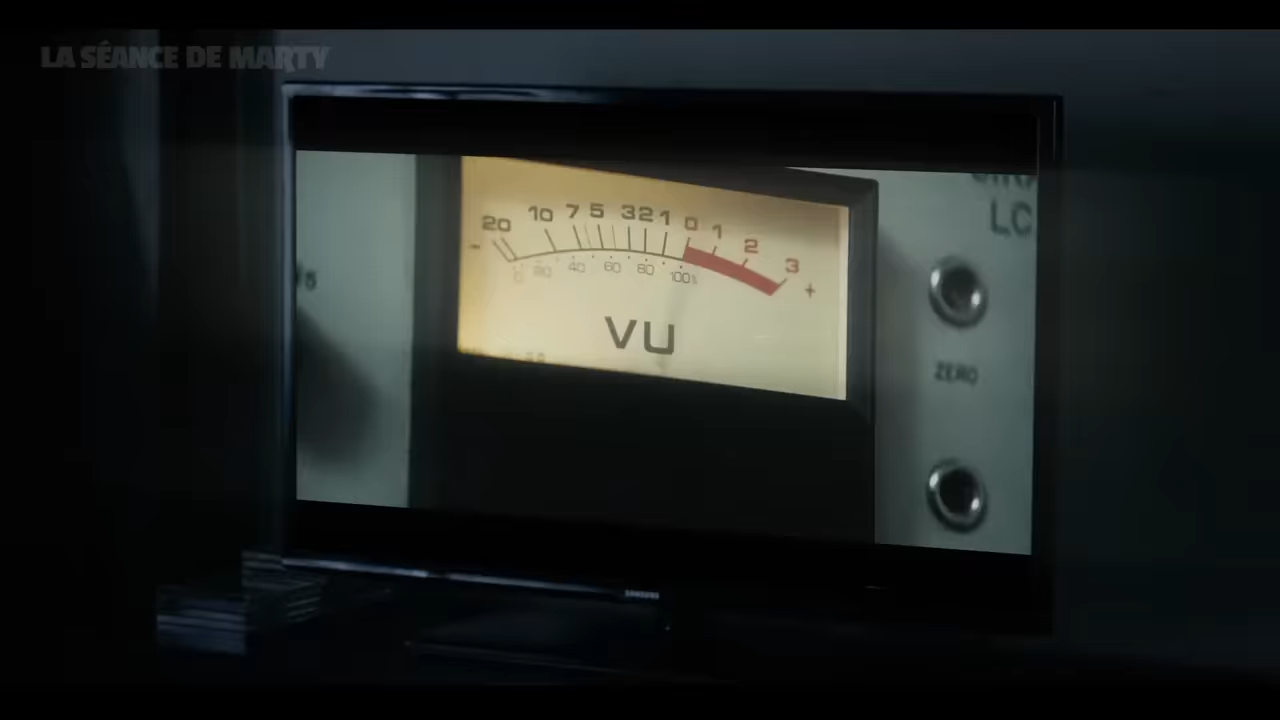 LA SÉANCE DE MARTY
20 10 7 5 3 2 1 0 1 2 3
- +
40 60 80 100%
VU
LC
ZERO
SAMSUNG